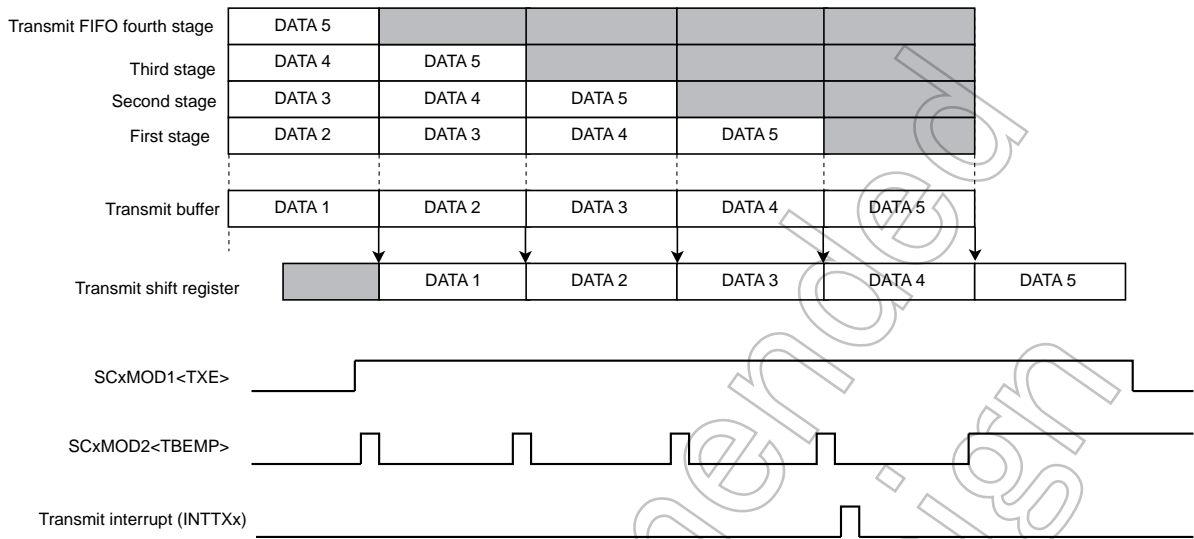 Transmit FIFO fourth stage DATA 5
Third stage DATA 4 DATA 5
Second stage DATA 3 DATA 4 DATA 5
First stage DATA 2 DATA 3 DATA 4 DATA 5
Transmit buffer DATA 1 DATA 2 DATA 3 DATA 4 DATA 5
Transmit shift register DATA 1 DATA 2 DATA 3 DATA 4 DATA 5
SCxMOD1<TXE>
SCxMOD2<TBEMP>
Transmit interrupt (INTTXx)